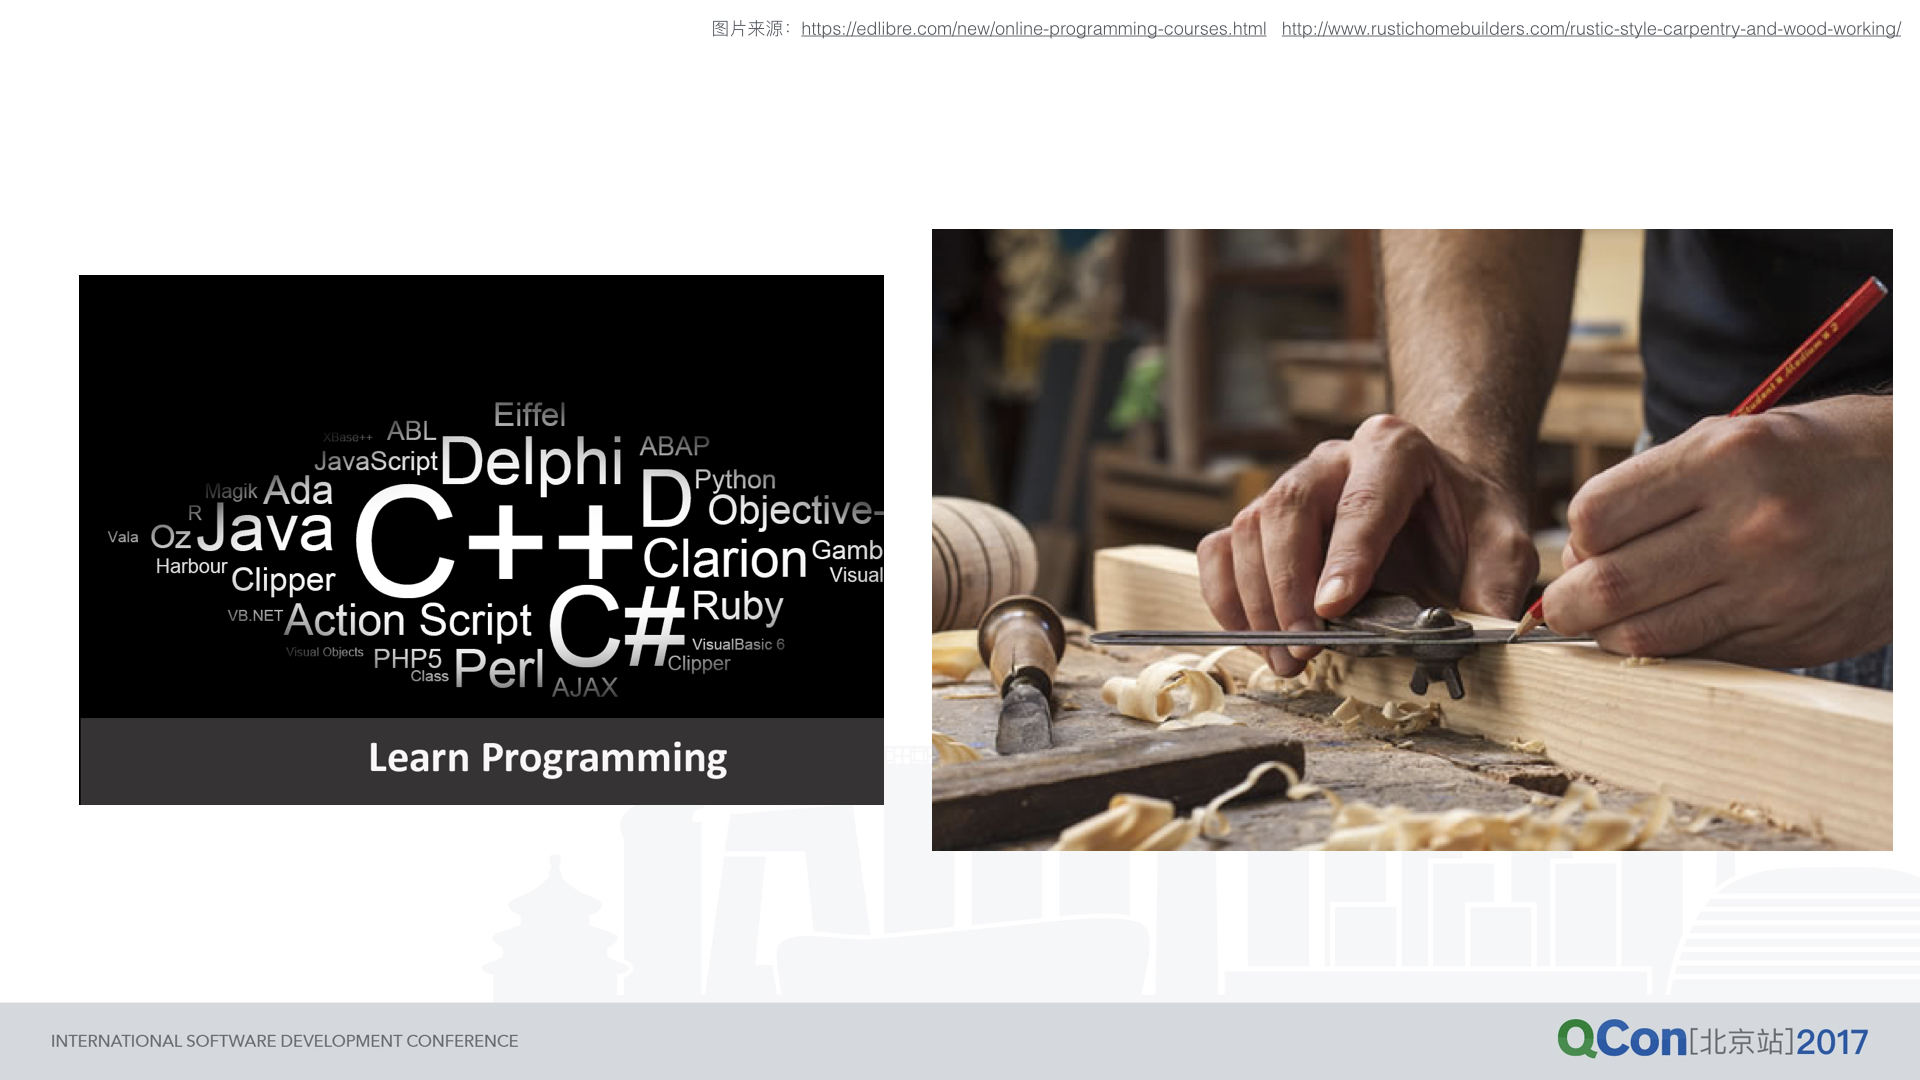 图片来源：https://edlibre.com/new/online-programming-courses.html http://www.rustichomebuilders.com/rustic-style-carpentry-and-wood-working/
Eiffel
XBase++ ABL Delphi ABAP
JavaScript Python
Magik Ada C++ D Objective-
R Java
Vala Oz Clarion Gamb
Harbour Clipper Visual
VB.NET Action Script C# Ruby
Visual Objects PHP5 Perl VisualBasic 6
Class Clipper
AJAX
Learn Programming
INTERNATIONAL SOFTWARE DEVELOPMENT CONFERENCE
QCon[北京站]2017